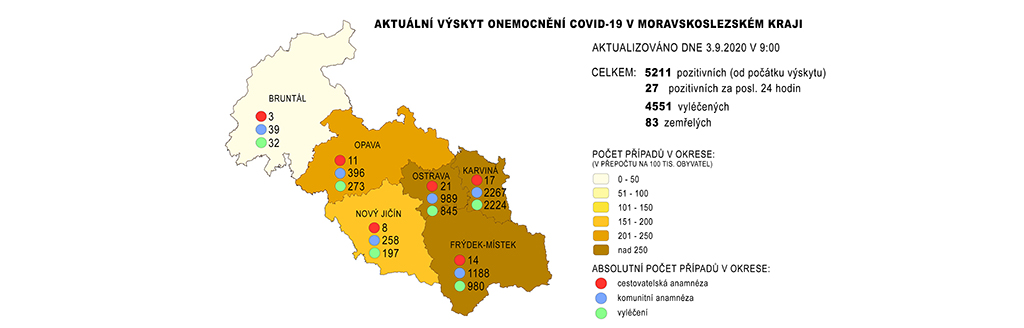 AKTUÁLNÍ VÝSKYT ONEMOCNĚNÍ COVID-19 V MORAVSKOSLEZSKÉM KRAJI
AKTUALIZOVÁNO DNE 3.9.2020 V 9:00
CELKEM: 5211 pozitivních (od počátku výskytu)
27 pozitivních za posl. 24 hodin
4551 vyléčených
83 zemřelých
BRUNTÁL
3
39
32
OPAVA
11
396
273
OSTRAVA
21
989
845
KARVINÁ
17
2267
2224
NOVÝ JIČÍN
8
258
197
FRÝDEK-MÍSTEK
14
1188
980
POČET PŘÍPADŮ V OKRESE:
(V PŘEPOČTU NA 100 TIS. OBYVATEL)
0 - 50
51 - 100
101 - 150
151 - 200
201 - 250
nad 250
ABSOLUTNÍ POČET PŘÍPADŮ V OKRESE:
cestovatelská anamnéza
komunitní anamnéza
vyléčení